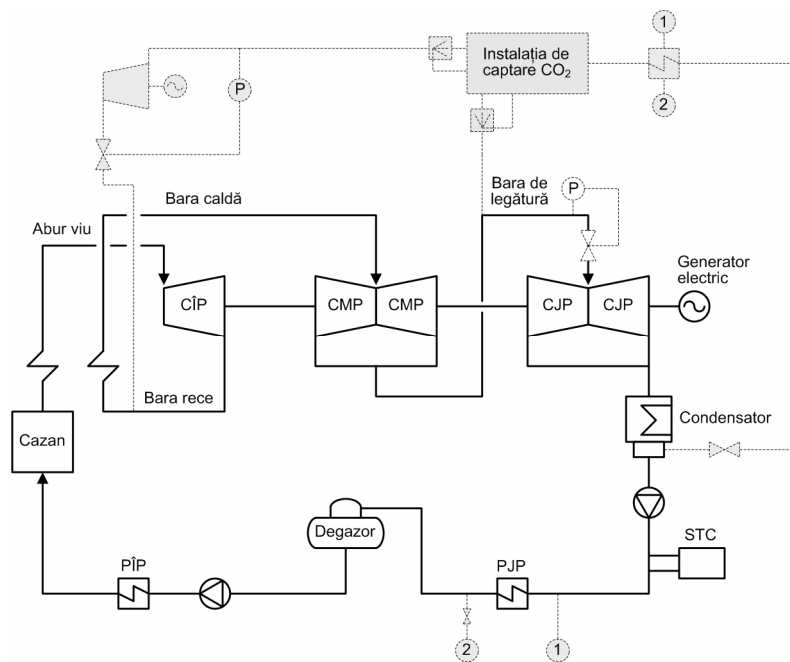 1
Instalația de
captare CO₂
P
2
Bara de
legătură
P
Bara caldă
Abur viu
Generator
electric
CÎP
CMP
CMP
CJP
CJP
Bara rece
Cazan
Condensator
Degazor
STC
PÎP
PJP
2
1